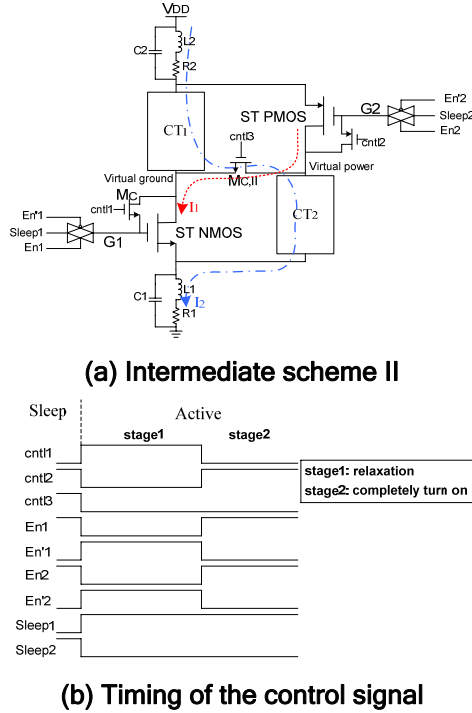 VDD
C2
L2
R2
En'2
G2
Sleep2
ST PMOS
En2
CT1
cntl3
cntl2
Virtual ground
Virtual power
MC
MC,II
CT2
En'1
cntl1
I1
Sleep1
ST NMOS
En1
G1
C1
L1
I2
R1
(a) Intermediate scheme II
Sleep
Active
stage1
stage2
cntl1
cntl2
cntl3
En1
En'1
En2
En'2
Sleep1
Sleep2
stage1: relaxation
stage2: completely turn on
(b) Timing of the control signal